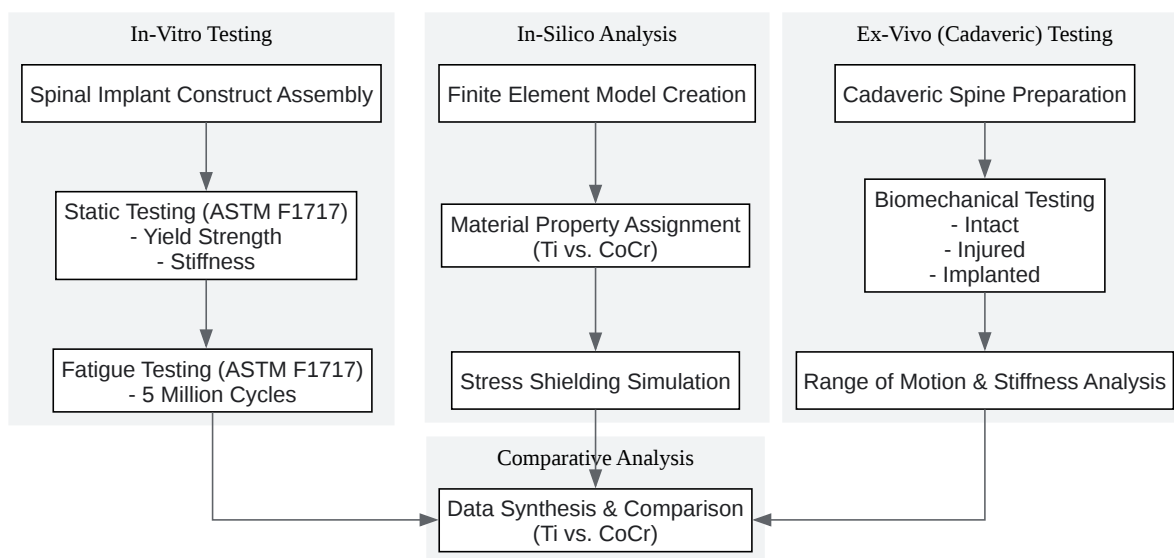 In-Vitro Testing
Spinal Implant Construct Assembly
Static Testing (ASTM F1717)
- Yield Strength
- Stiffness
Fatigue Testing (ASTM F1717)
- 5 Million Cycles
In-Silico Analysis
Finite Element Model Creation
Material Property Assignment
(Ti vs. CoCr)
Stress Shielding Simulation
Ex-Vivo (Cadaveric) Testing
Cadaveric Spine Preparation
Biomechanical Testing
- Intact
- Injured
- Implanted
Range of Motion & Stiffness Analysis
Comparative Analysis
Data Synthesis & Comparison
(Ti vs. CoCr)